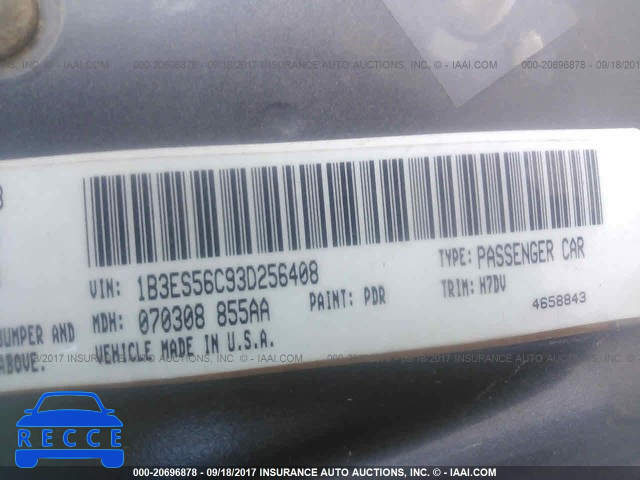 000-20696878 - 09/18/2017 INSURANCE AUTO AUCTIONS, INC. - © - IAAI.COM
VIN: 1B3ES56C93D256408
TYPE: PASSENGER CAR
MDH: 070308 855AA
PAINT: PDR
TRIM: H7DV
VEHICLE MADE IN U.S.A.
4658843
BUMPER AND
ABOVE.
RECCE
000-20696878 - 09/18/2017 INSURANCE AUTO AUCTIONS, INC. - © - IAAI.COM